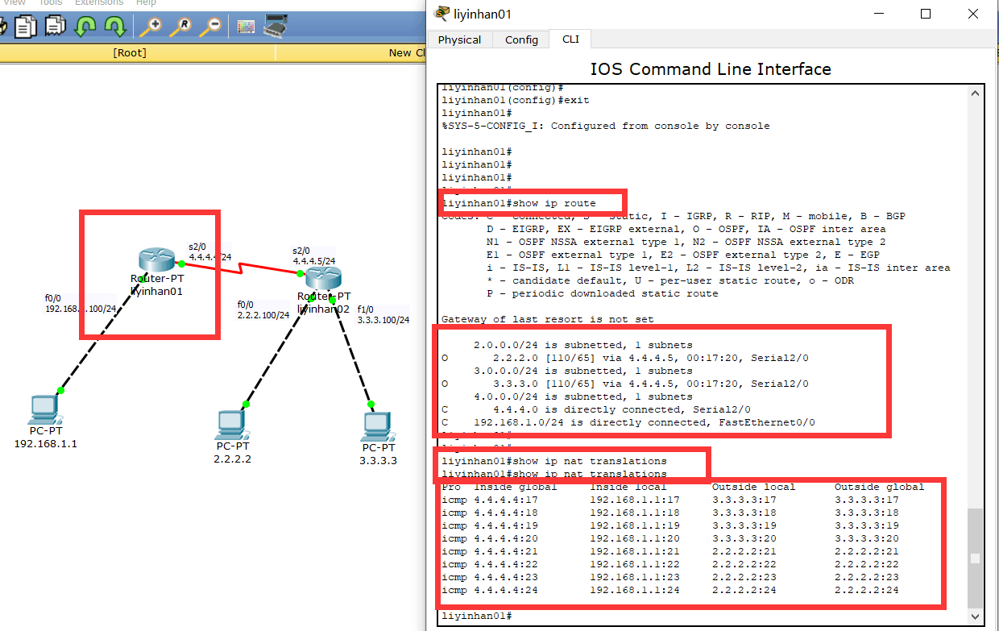 View Tools Extensions Help
[Root]
New Cl
s2/0
4.4.4.4/24
s2/0
4.4.4.5/24
Router-PT
liyinhan01
f0/0
192.168. .100/24
Router-PT
liyinhan02
f0/0
2.2.2.100/24
f1/0
3.3.3.100/24
PC-PT
192.168.1.1
PC-PT
2.2.2.2
PC-PT
3.3.3.3
liyinhan01
Physical Config CLI
IOS Command Line Interface
liyinhan01(config)#
liyinhan01(config)#exit
liyinhan01#
%SYS-5-CONFIG_I: Configured from console by console
liyinhan01#
liyinhan01#
liyinhan01#
liyinhan01#show ip route
Codes: C - connected, S - static, I - IGRP, R - RIP, M - mobile, B - BGP
D - EIGRP, EX - EIGRP external, O - OSPF, IA - OSPF inter area
N1 - OSPF NSSA external type 1, N2 - OSPF NSSA external type 2
E1 - OSPF external type 1, E2 - OSPF external type 2, E - EGP
i - IS-IS, L1 - IS-IS level-1, L2 - IS-IS level-2, ia - IS-IS inter area
* - candidate default, U - per-user static route, o - ODR
P - periodic downloaded static route
Gateway of last resort is not set
2.0.0.0/24 is subnetted, 1 subnets
O 2.2.2.0 [110/65] via 4.4.4.5, 00:17:20, Serial2/0
3.0.0.0/24 is subnetted, 1 subnets
O 3.3.3.0 [110/65] via 4.4.4.5, 00:17:20, Serial2/0
4.0.0.0/24 is subnetted, 1 subnets
C 4.4.4.0 is directly connected, Serial2/0
C 192.168.1.0/24 is directly connected, FastEthernet0/0
liyinhan01#show ip nat translations
liyinhan01#show ip nat translations
Pro Inside global Inside local Outside local Outside global
icmp 4.4.4.4:17 192.168.1.1:17 3.3.3.3:17 3.3.3.3:17
icmp 4.4.4.4:18 192.168.1.1:18 3.3.3.3:18 3.3.3.3:18
icmp 4.4.4.4:19 192.168.1.1:19 3.3.3.3:19 3.3.3.3:19
icmp 4.4.4.4:20 192.168.1.1:20 3.3.3.3:20 3.3.3.3:20
icmp 4.4.4.4:21 192.168.1.1:21 2.2.2.2:21 2.2.2.2:21
icmp 4.4.4.4:22 192.168.1.1:22 2.2.2.2:22 2.2.2.2:22
icmp 4.4.4.4:23 192.168.1.1:23 2.2.2.2:23 2.2.2.2:23
icmp 4.4.4.4:24 192.168.1.1:24 2.2.2.2:24 2.2.2.2:24
liyinhan01#